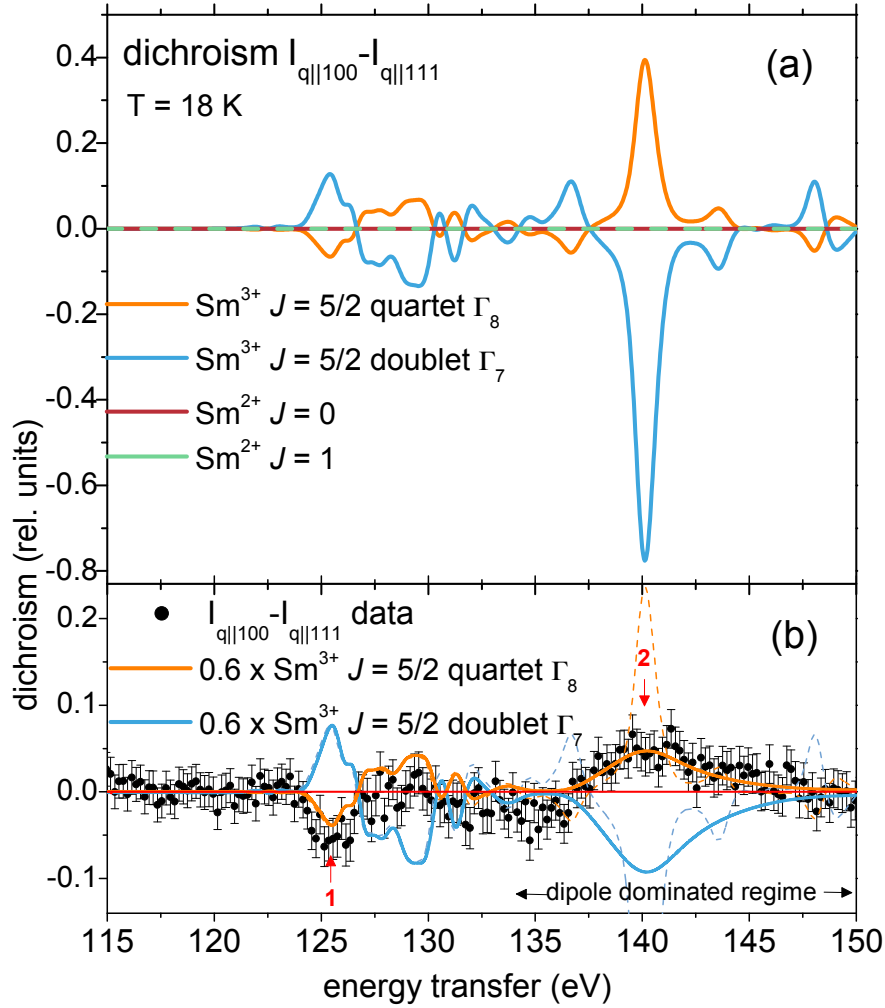 dichroism I q||100 -I q||111
(a)
T = 18 K
0.4
0.2
0.0
-0.2
-0.4
-0.6
-0.8
Sm3+ J = 5/2 quartet Γ8
Sm3+ J = 5/2 doublet Γ7
Sm2+ J = 0
Sm2+ J = 1
dichroism (rel. units)
I q||100 -I q||111 data
(b)
0.6 x Sm3+ J = 5/2 quartet Γ8
0.6 x Sm3+ J = 5/2 doublet Γ7
0.2
0.1
0.0
-0.1
2
1
dipole dominated regime
115 120 125 130 135 140 145 150
energy transfer (eV)